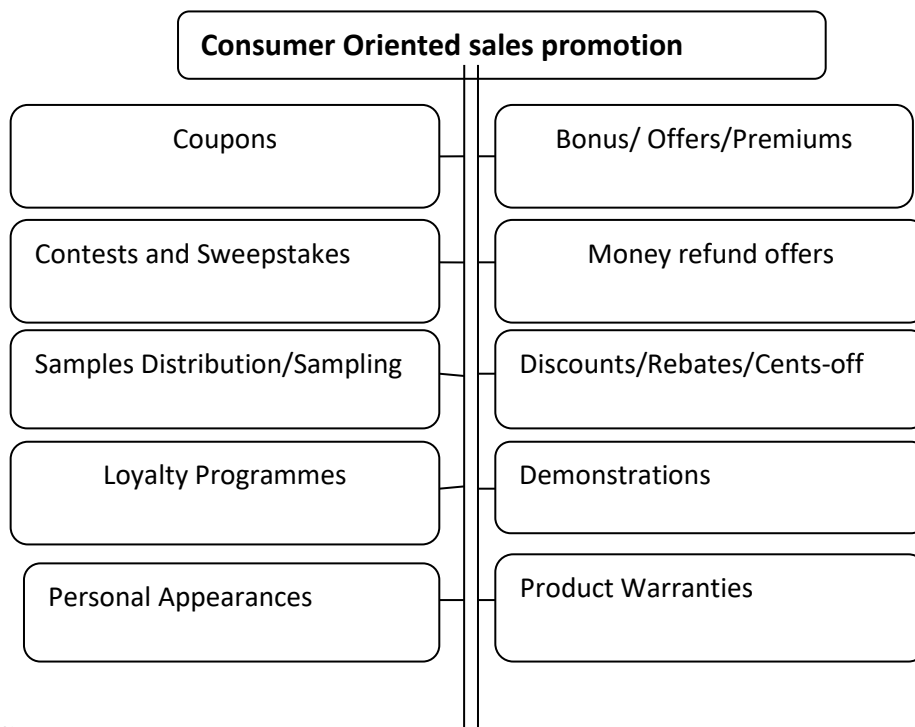 Consumer Oriented sales promotion
Coupons
Bonus/ Offers/Premiums
Contests and Sweepstakes
Money refund offers
Samples Distribution/Sampling
Discounts/Rebates/Cents-off
Loyalty Programmes
Demonstrations
Personal Appearances
Product Warranties